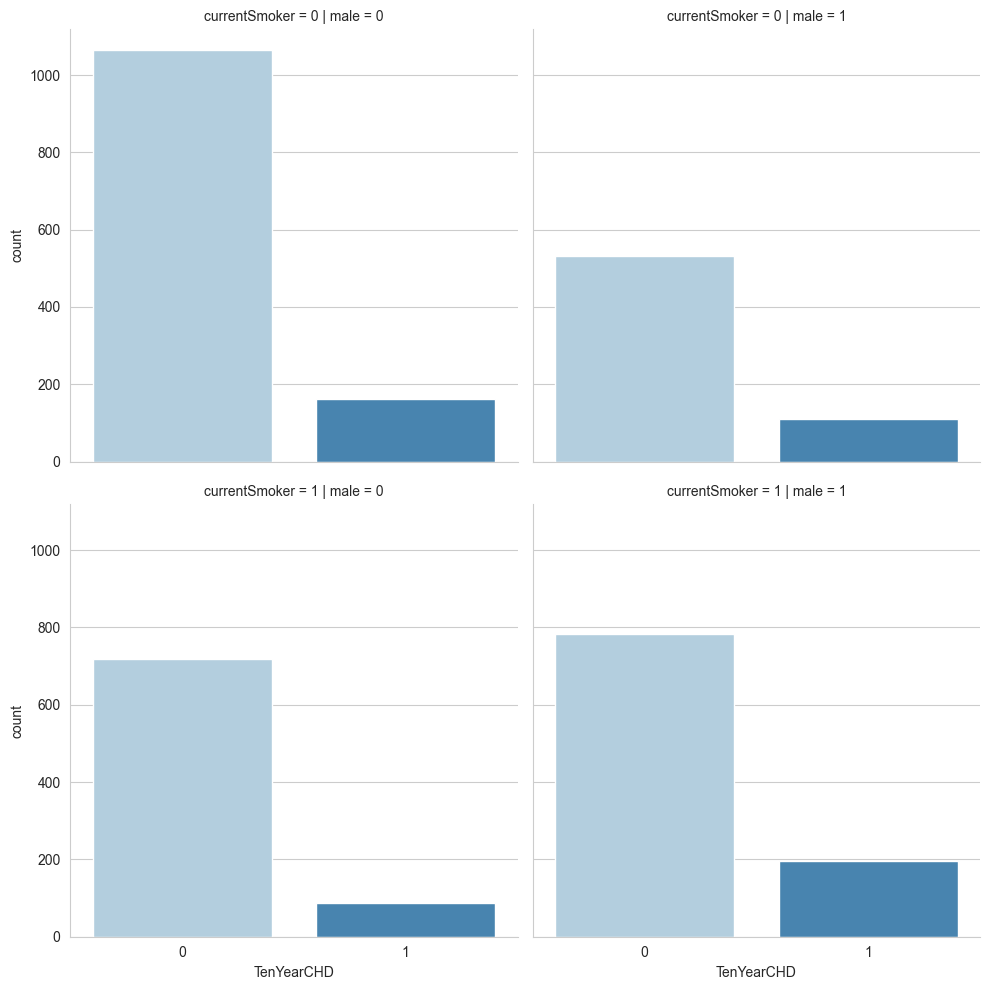 currentSmoker = 0 | male = 0
currentSmoker = 0 | male = 1
1000
800
600
400
200
0
count
currentSmoker = 1 | male = 0
currentSmoker = 1 | male = 1
1000
800
600
400
200
0
count
0
1
0
1
TenYearCHD
TenYearCHD